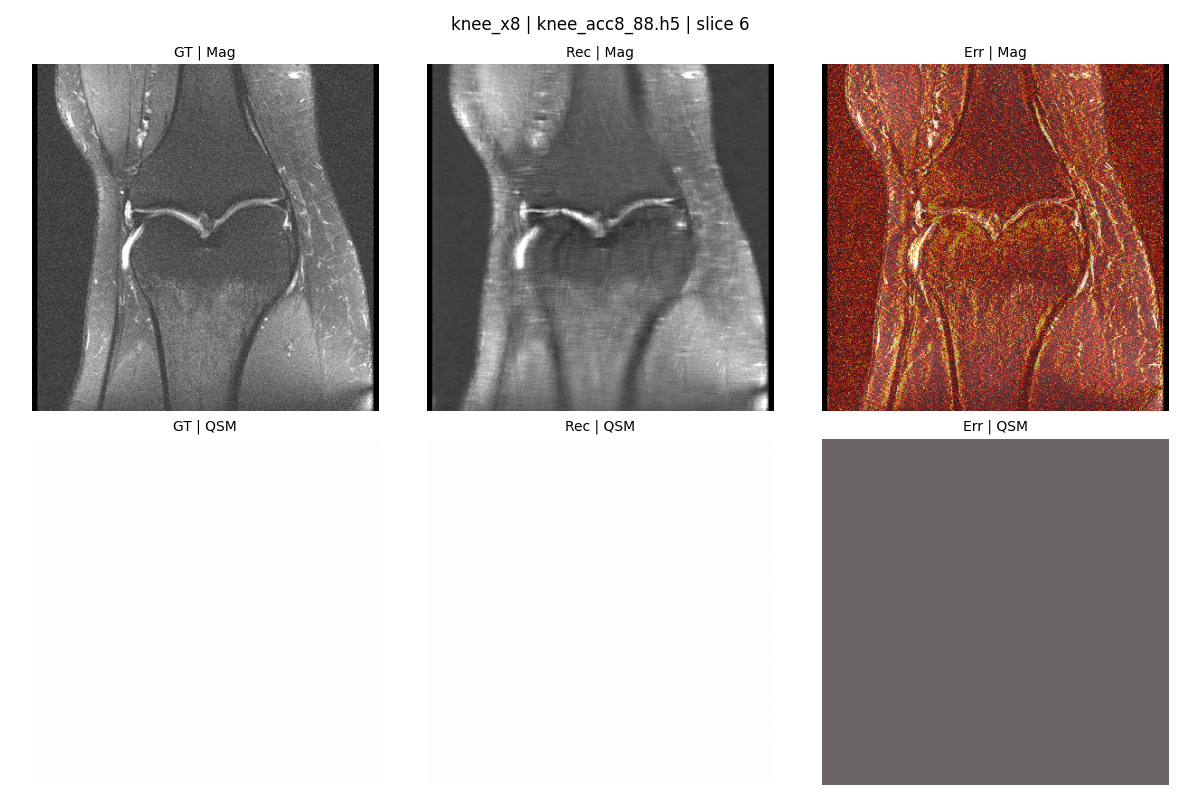 knee_x8 | knee_acc8_88.h5 | slice 6
GT | Mag
Rec | Mag
Err | Mag
GT | QSM
Rec | QSM
Err | QSM